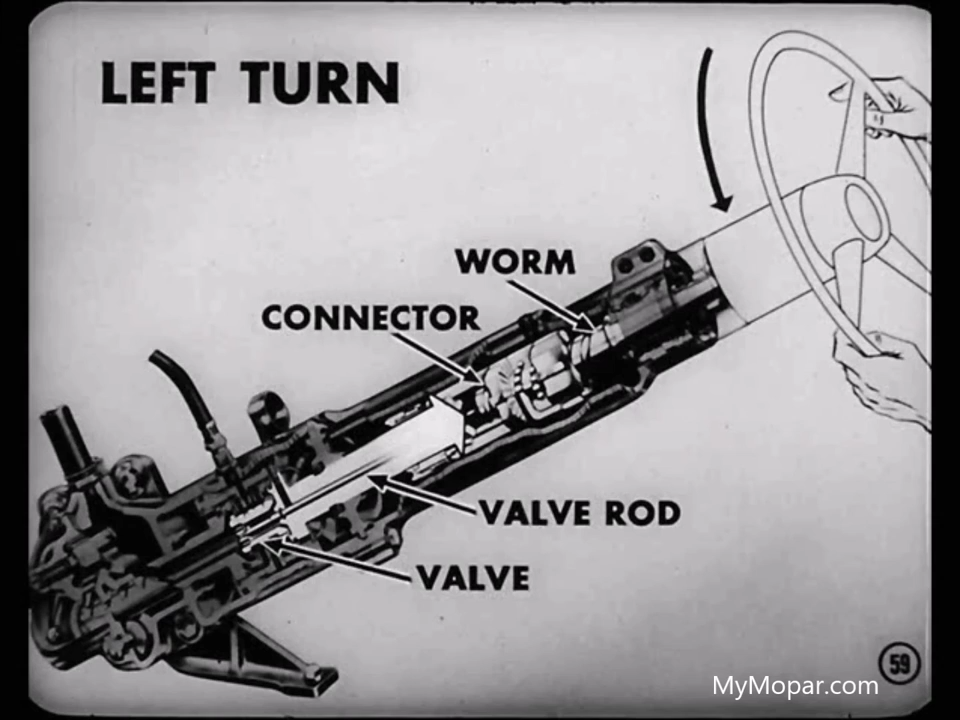 LEFT TURN
WORM
CONNECTOR
VALVE ROD
VALVE
59
MyMopar.com